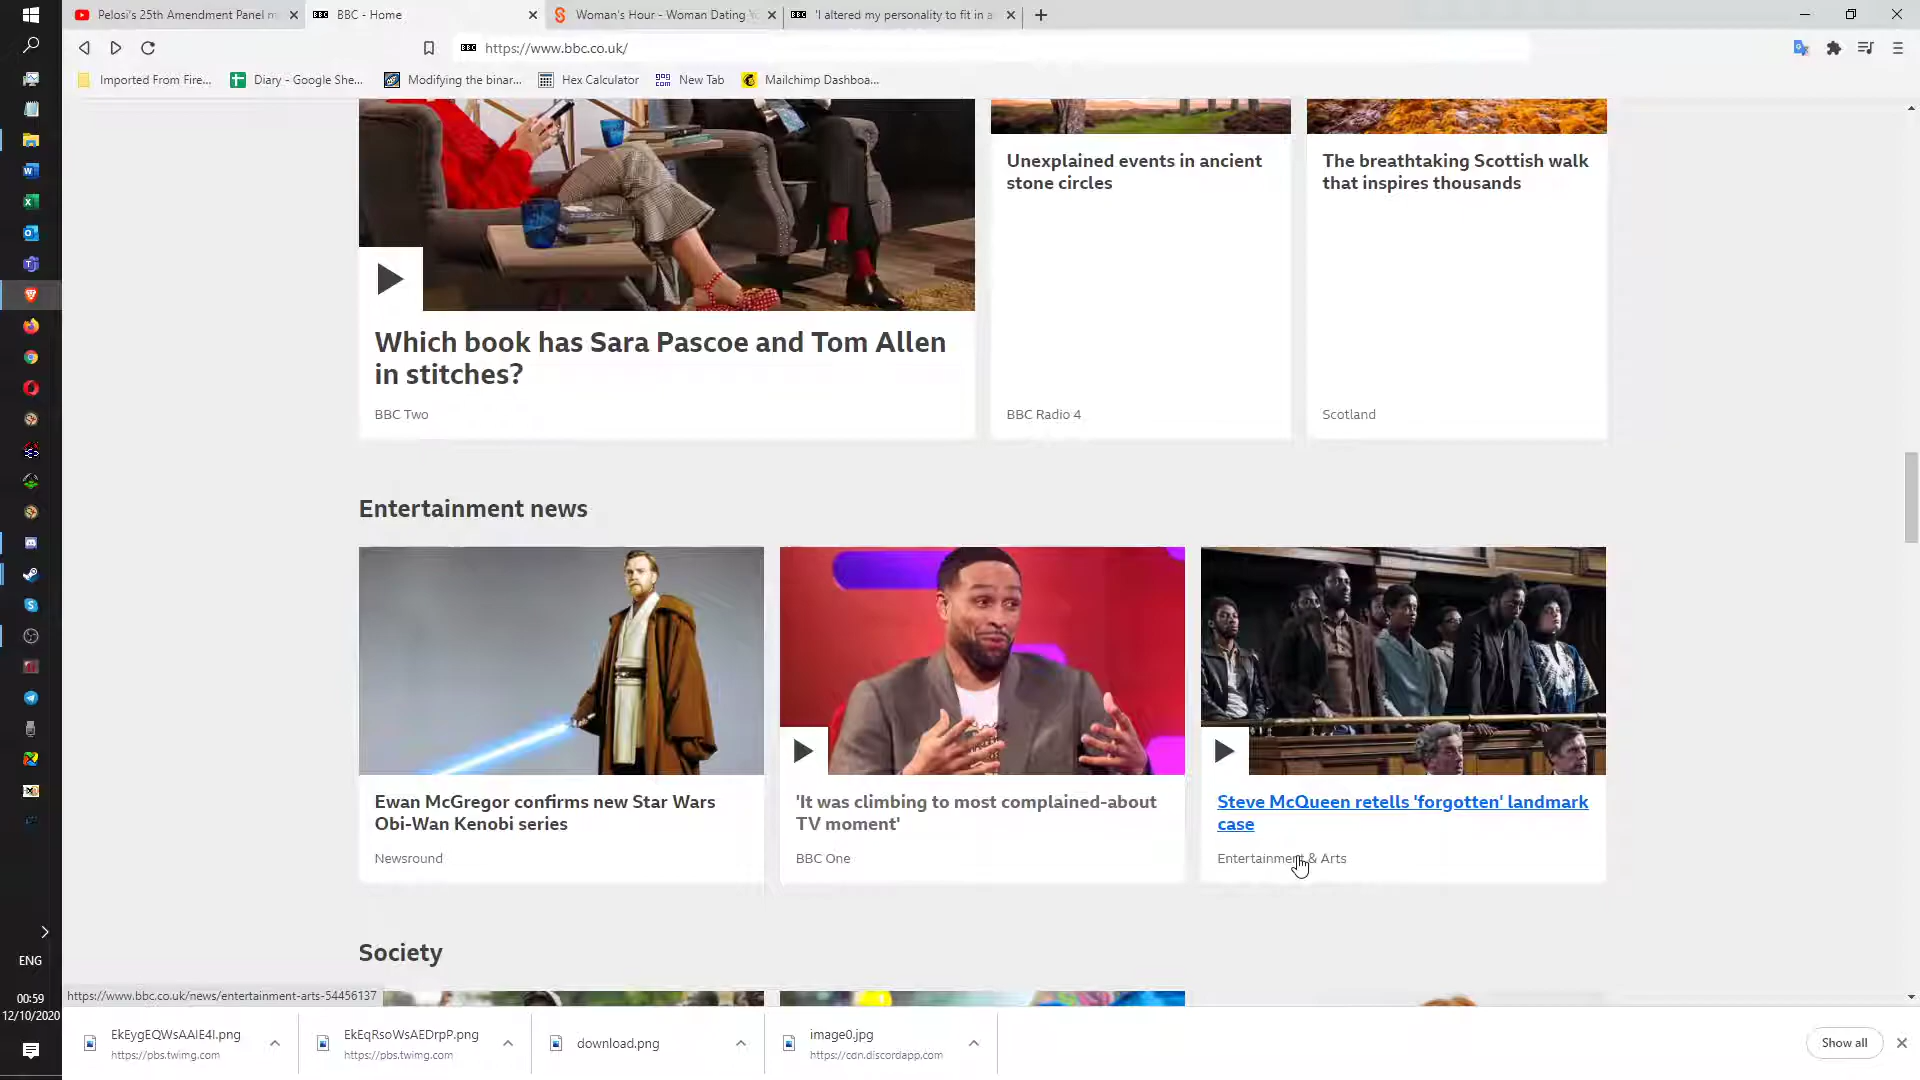 Pelosi's 25th Amendment Panel m
BBC - Home
Woman's Hour - Woman Dating Y
'I altered my personality to fit in a
https://www.bbc.co.uk/
Imported From Fire...
Diary - Google She...
Modifying the binar...
Hex Calculator
New Tab
Mailchimp Dashboa...
Unexplained events in ancient
stone circles
BBC Radio 4
The breathtaking Scottish walk
that inspires thousands
Scotland
Which book has Sara Pascoe and Tom Allen
in stitches?
BBC Two
Entertainment news
Ewan McGregor confirms new Star Wars
Obi-Wan Kenobi series
Newsround
'It was climbing to most complained-about
TV moment'
BBC One
Steve McQueen retells 'forgotten' landmark
case
Entertainment & Arts
Society
ENG
00:59
12/10/2020
https://www.bbc.co.uk/news/entertainment-arts-54456137
EkEygEQWsAAIE4I.png
https://pbs.twimg.com
EkEqRsoWsAEDrpP.png
https://pbs.twimg.com
download.png
image0.jpg
https://cdn.discordapp.com
Show all